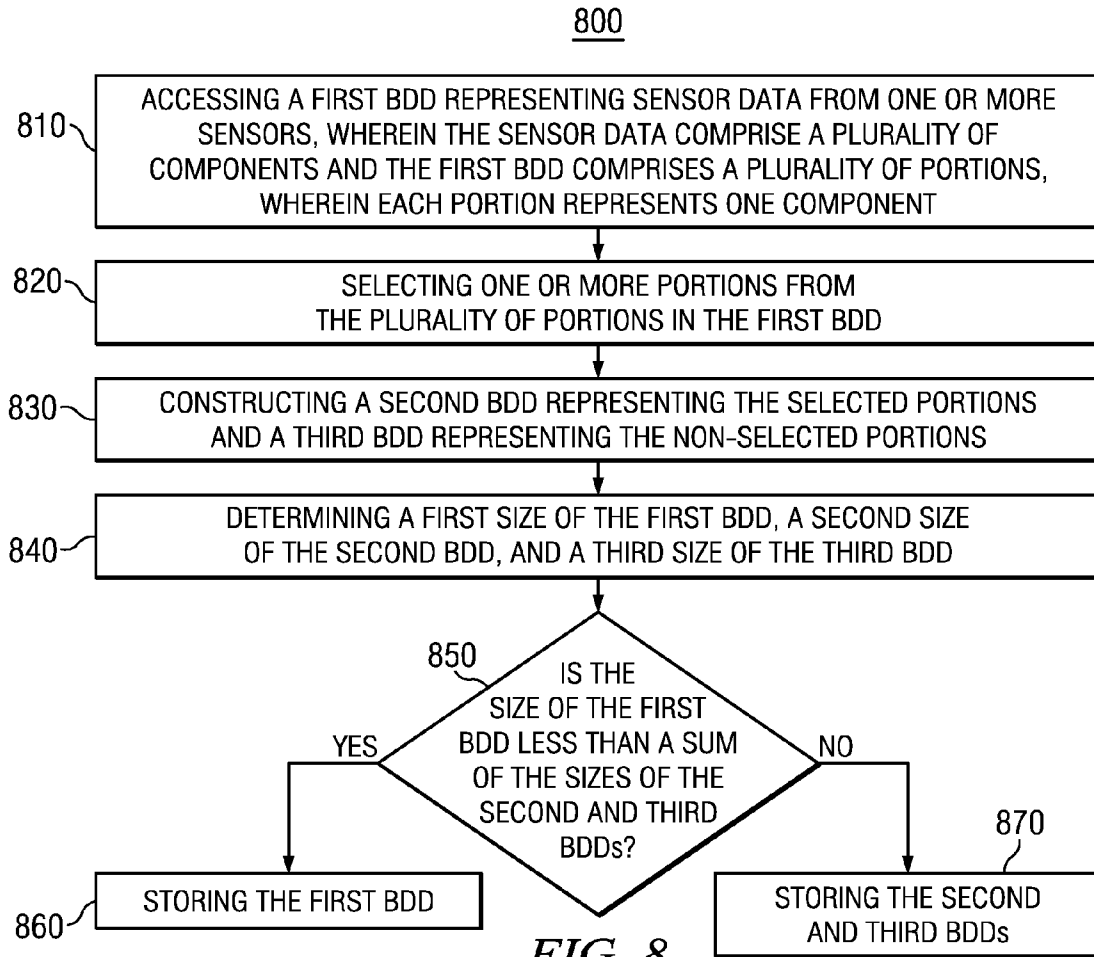 800
810
ACCESSING A FIRST BDD REPRESENTING SENSOR DATA FROM ONE OR MORE
SENSORS, WHEREIN THE SENSOR DATA COMPRISE A PLURALITY OF
COMPONENTS AND THE FIRST BDD COMPRISES A PLURALITY OF PORTIONS,
WHEREIN EACH PORTION REPRESENTS ONE COMPONENT
820
SELECTING ONE OR MORE PORTIONS FROM
THE PLURALITY OF PORTIONS IN THE FIRST BDD
830
CONSTRUCTING A SECOND BDD REPRESENTING THE SELECTED PORTIONS
AND A THIRD BDD REPRESENTING THE NON-SELECTED PORTIONS
840
DETERMINING A FIRST SIZE OF THE FIRST BDD, A SECOND SIZE
OF THE SECOND BDD, AND A THIRD SIZE OF THE THIRD BDD
850
IS THE
SIZE OF THE FIRST
BDD LESS THAN A SUM
OF THE SIZES OF THE
SECOND AND THIRD
BDDs?
YES
NO
860
STORING THE FIRST BDD
870
STORING THE SECOND
AND THIRD BDDs
FIG. 8